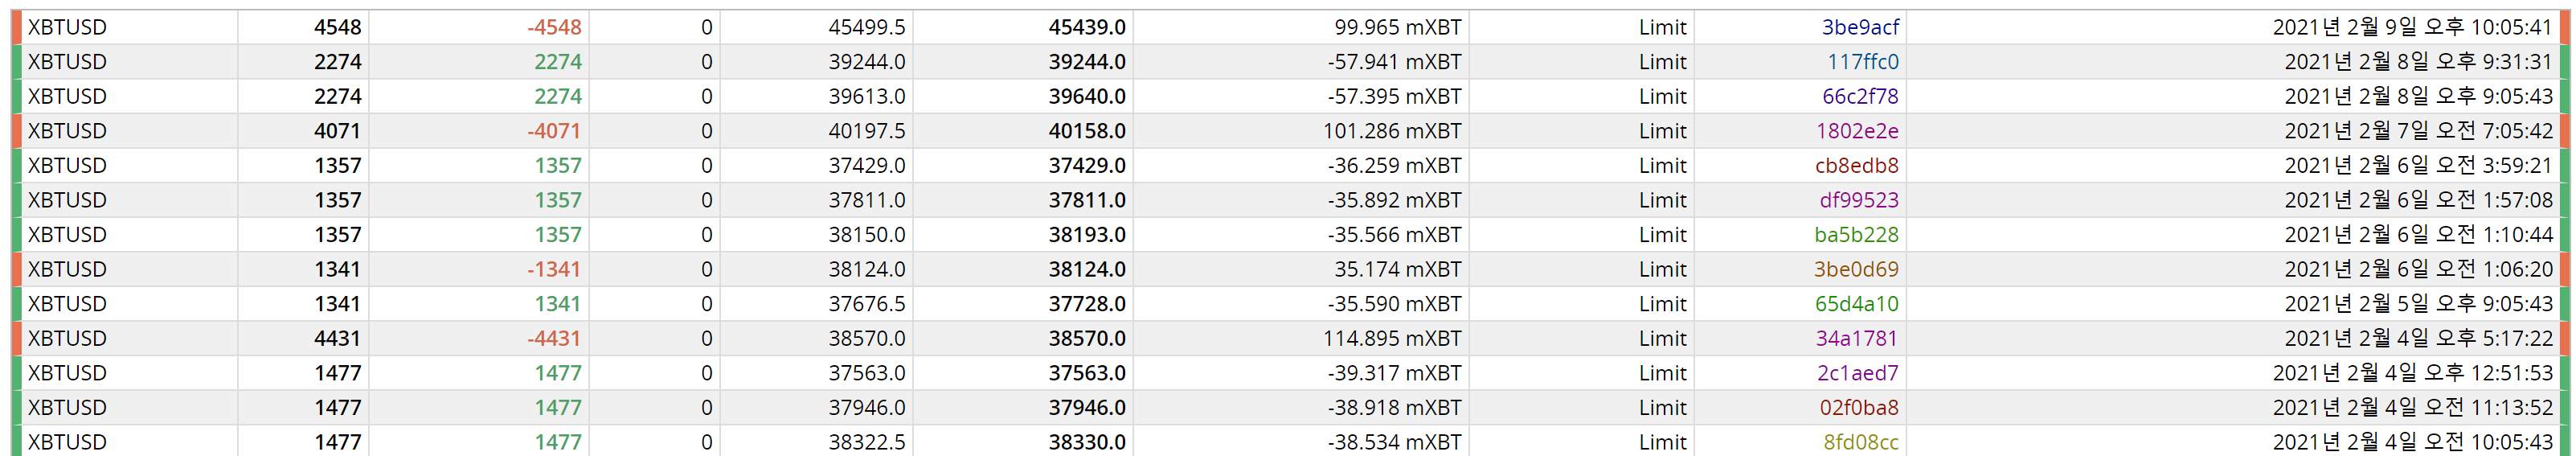 XBTUSD 4548 -4548 0 45499.5 45439.0 99.965 mXBT Limit 3be9acf 2021년 2월 9일 오후 10:05:41
XBTUSD 2274 2274 0 39244.0 39244.0 -57.941 mXBT Limit 117ffc0 2021년 2월 8일 오후 9:31:31
XBTUSD 2274 2274 0 39613.0 39640.0 -57.395 mXBT Limit 66c2f78 2021년 2월 8일 오후 9:05:43
XBTUSD 4071 -4071 0 40197.5 40158.0 101.286 mXBT Limit 1802e2e 2021년 2월 7일 오전 7:05:42
XBTUSD 1357 1357 0 37429.0 37429.0 -36.259 mXBT Limit cb8edb8 2021년 2월 6일 오전 3:59:21
XBTUSD 1357 1357 0 37811.0 37811.0 -35.892 mXBT Limit df99523 2021년 2월 6일 오전 1:57:08
XBTUSD 1357 1357 0 38150.0 38193.0 -35.566 mXBT Limit ba5b228 2021년 2월 6일 오전 1:10:44
XBTUSD 1341 -1341 0 38124.0 38124.0 35.174 mXBT Limit 3be0d69 2021년 2월 6일 오전 1:06:20
XBTUSD 1341 1341 0 37676.5 37728.0 -35.590 mXBT Limit 65d4a10 2021년 2월 5일 오후 9:05:43
XBTUSD 4431 -4431 0 38570.0 38570.0 114.895 mXBT Limit 34a1781 2021년 2월 4일 오후 5:17:22
XBTUSD 1477 1477 0 37563.0 37563.0 -39.317 mXBT Limit 2c1aed7 2021년 2월 4일 오후 12:51:53
XBTUSD 1477 1477 0 37946.0 37946.0 -38.918 mXBT Limit 02f0ba8 2021년 2월 4일 오전 11:13:52
XBTUSD 1477 1477 0 38322.5 38330.0 -38.534 mXBT Limit 8fd08cc 2021년 2월 4일 오전 10:05:43